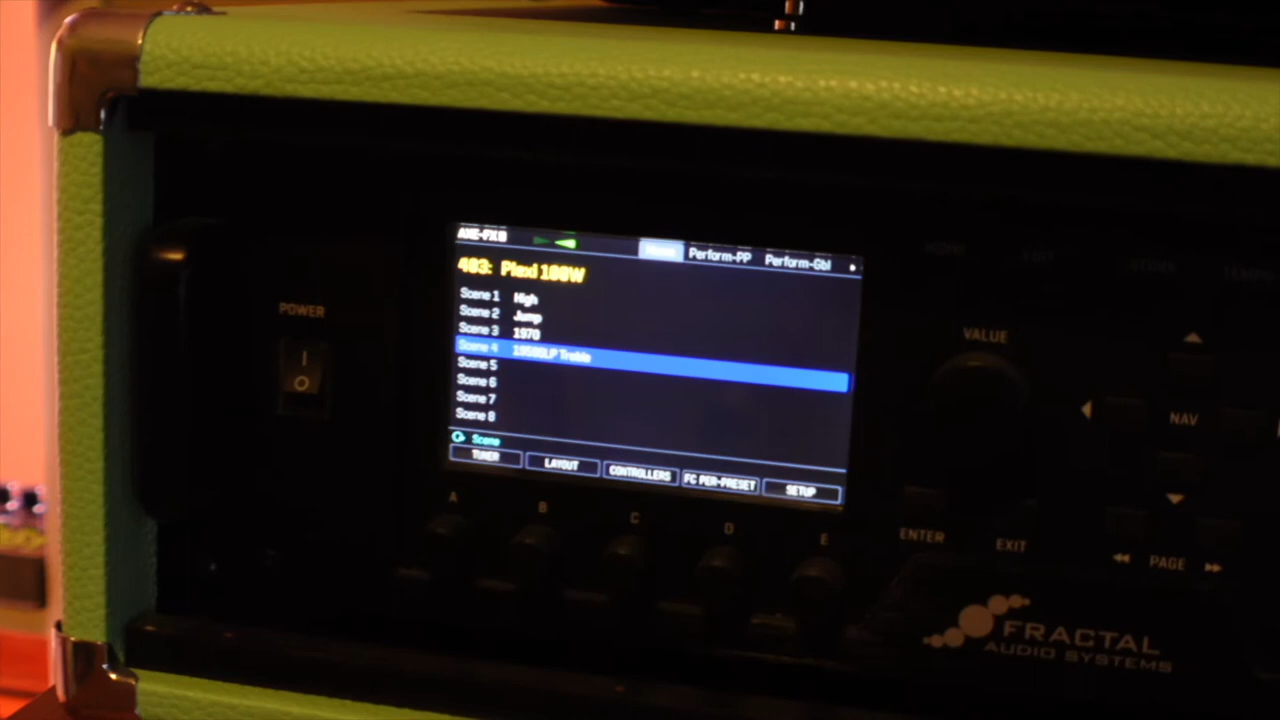 AXE-FX III
Home Perform-PP Perform-Gbl
403: Plexi 100W
Scene 1 High
Scene 2 Jump
Scene 3 1970
Scene 4 1959SLP Treble
Scene 5
Scene 6
Scene 7
Scene 8
Scene
TUNER LAYOUT CONTROLLERS FC PER-PRESET SETUP
A B C D E
POWER
I
O
HOME EDIT
VALUE
NAV
ENTER EXIT
PAGE
FRACTAL
AUDIO SYSTEMS